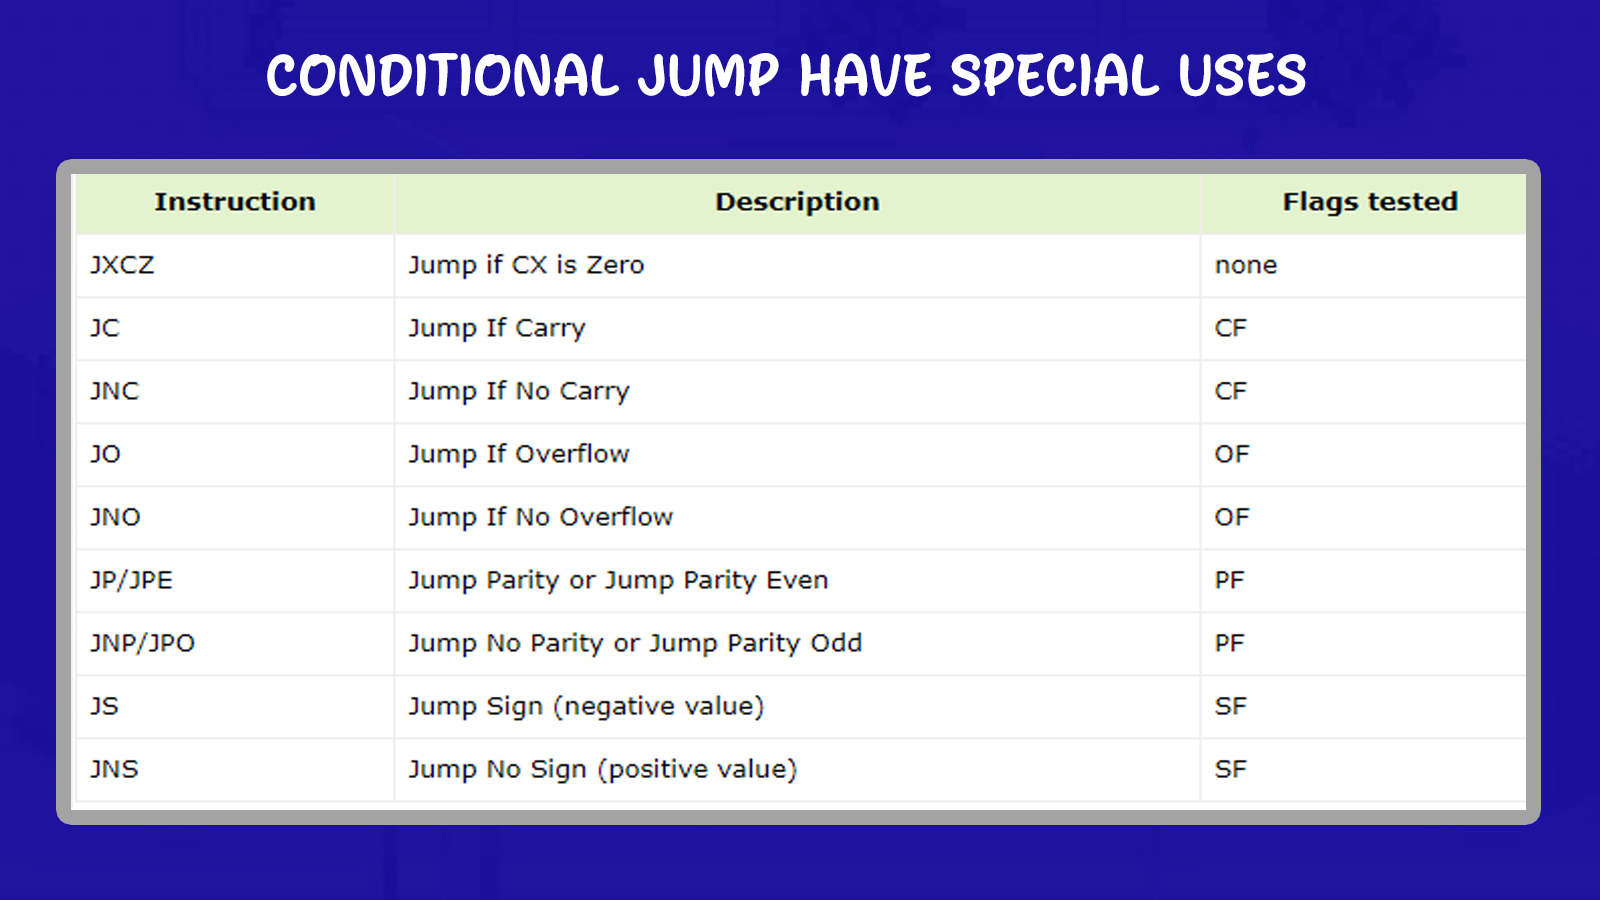 CONDITIONAL JUMP HAVE SPECIAL USES
Instruction Description Flags tested
JXCZ Jump if CX is Zero none
JC Jump If Carry CF
JNC Jump If No Carry CF
JO Jump If Overflow OF
JNO Jump If No Overflow OF
JP/JPE Jump Parity or Jump Parity Even PF
JNP/JPO Jump No Parity or Jump Parity Odd PF
JS Jump Sign (negative value) SF
JNS Jump No Sign (positive value) SF